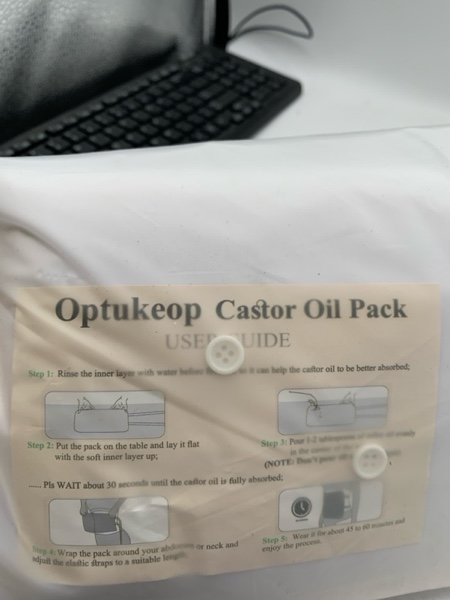 Optukeop Castor Oil Pack
USER GUIDE
Step 1: Rinse the inner layer with water before it can help the castor oil to be better absorbed;
Step 2: Put the pack on the table and lay it flat
with the soft inner layer up;
Step 3: Pour 1-2 tablespoons evenly
in the center of the
(NOTE: Don't pour
..... Pls WAIT about 30 seconds until the castor oil is fully absorbed;
Step 4: Wrap the pack around your abdomen or neck and
adjust the elastic straps to a suitable length.
Step 5: Wear it for about 45 to 60 minutes and
enjoy the process.